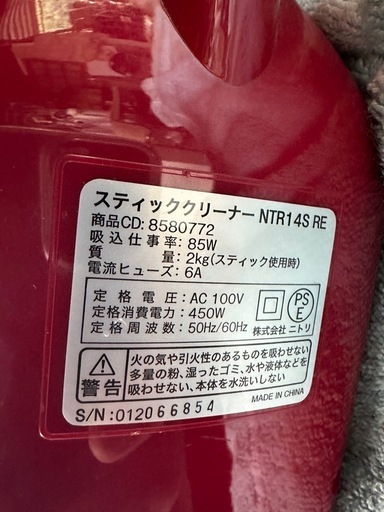 スティッククリーナー NTR14S RE
商品CD: 8580772
吸込仕事率: 85W
質　　　量: 2kg(スティック使用時)
電流ヒューズ: 6A
定格電圧: AC 100V
定格消費電力: 450W
定格周波数: 50Hz/60Hz
PSE
株式会社 ニトリ
警告
火の気や引火性のあるものを吸わせない
多量の粉、湿ったゴミ、水や液体などを
吸わせない、本体を水洗いしない
S/N: 012066854
MADE IN CHINA